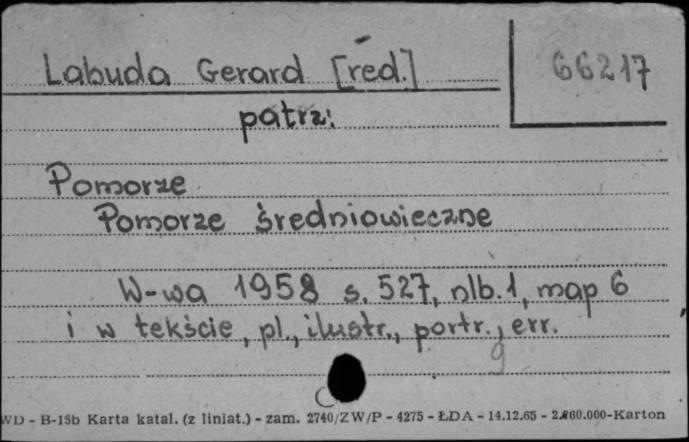 Labuda Gerard [red.]
66217
patrz:
Pomorze
Pomorze średniowieczne
W-wa 1958 s. 527, nlb. 1, map 6
i w tekście, pl., ilustr., portr., err.
9
WD - B-15b Karta katal. (z liniat.) - zam. 2740/ZW/P - 4275 - ŁDA - 14.12.65 - 2.860.000-Karton